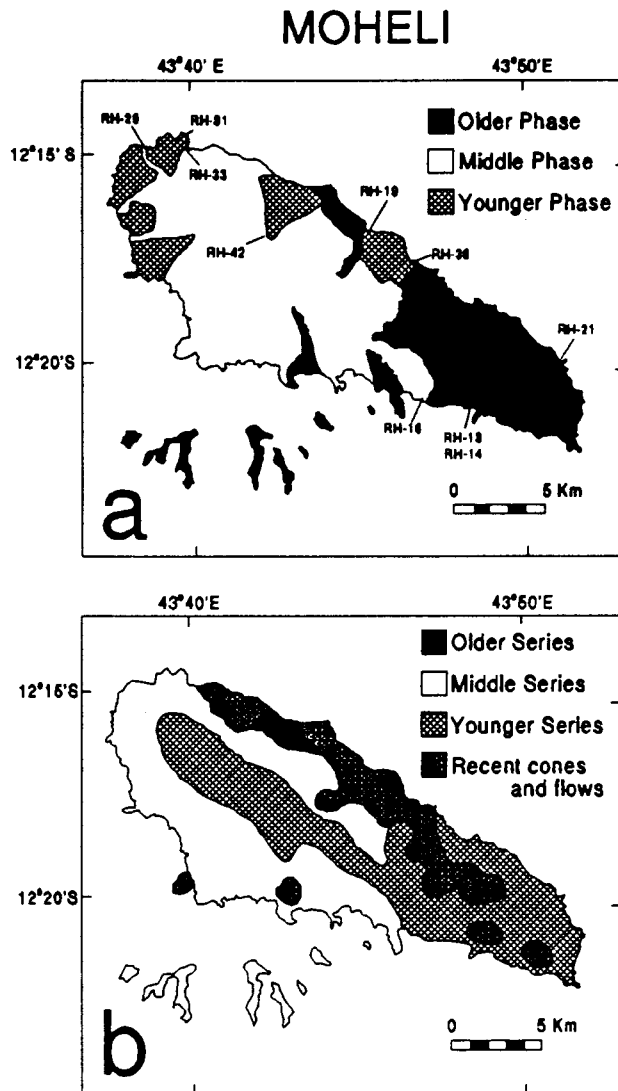 MOHELI
43°40' E
43°50' E
Older Phase
Middle Phase
Younger Phase
12°15' S
12°20'S
RH-29
RH-91
RH-33
RH-42
RH-19
RH-36
RH-21
RH-16
RH-13
RH-14
0 5 Km
a
43°40'E
43°50'E
Older Series
Middle Series
Younger Series
Recent cones
and flows
12°15'S
12°20'S
0 5 Km
b